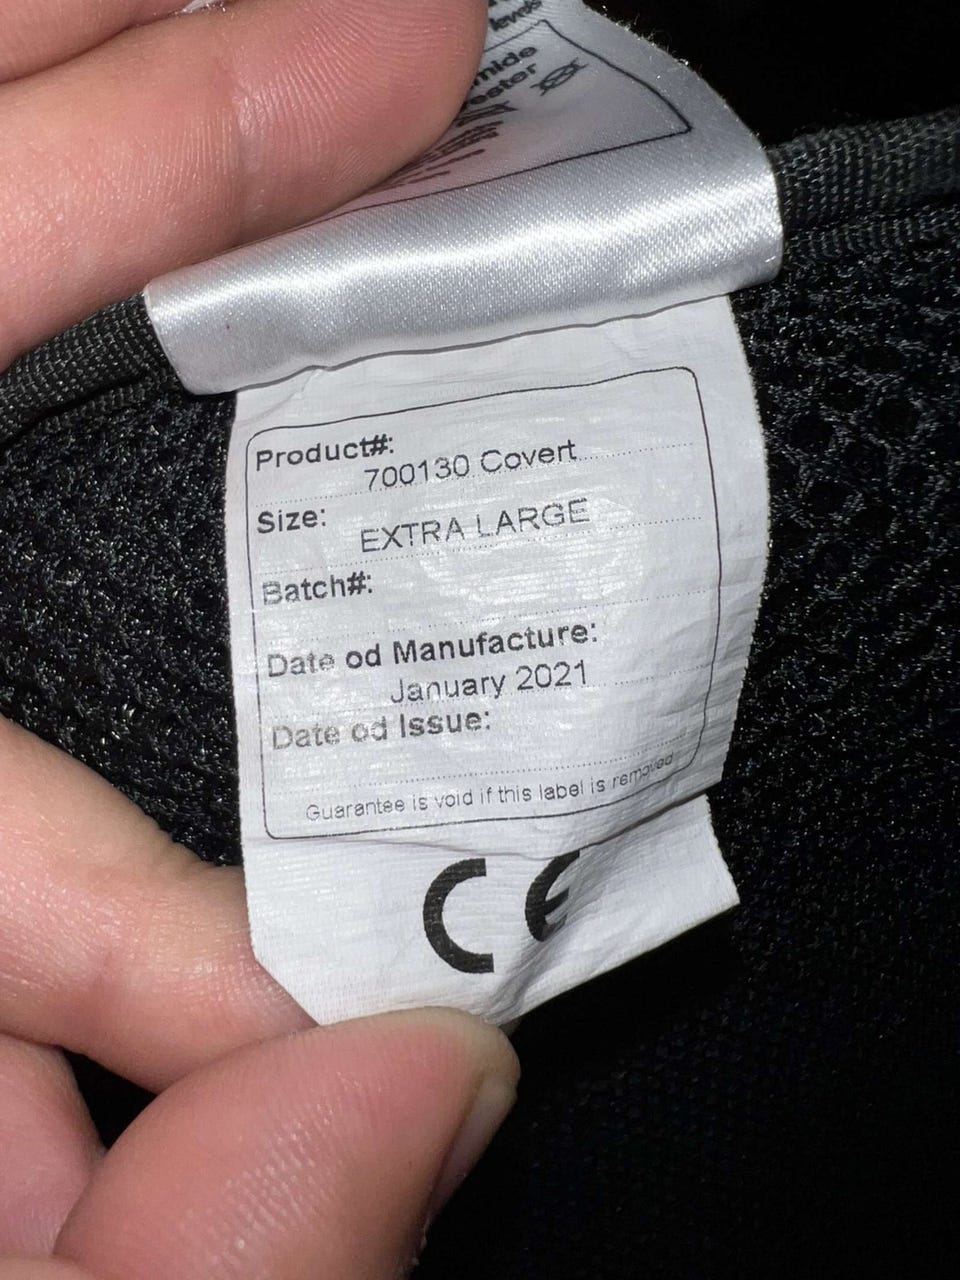 levels
Product#:
700130 Covert
Size:
EXTRA LARGE
Batch#:
Date od Manufacture:
January 2021
Date od Issue:
Guarantee is void if this label is removed
CE